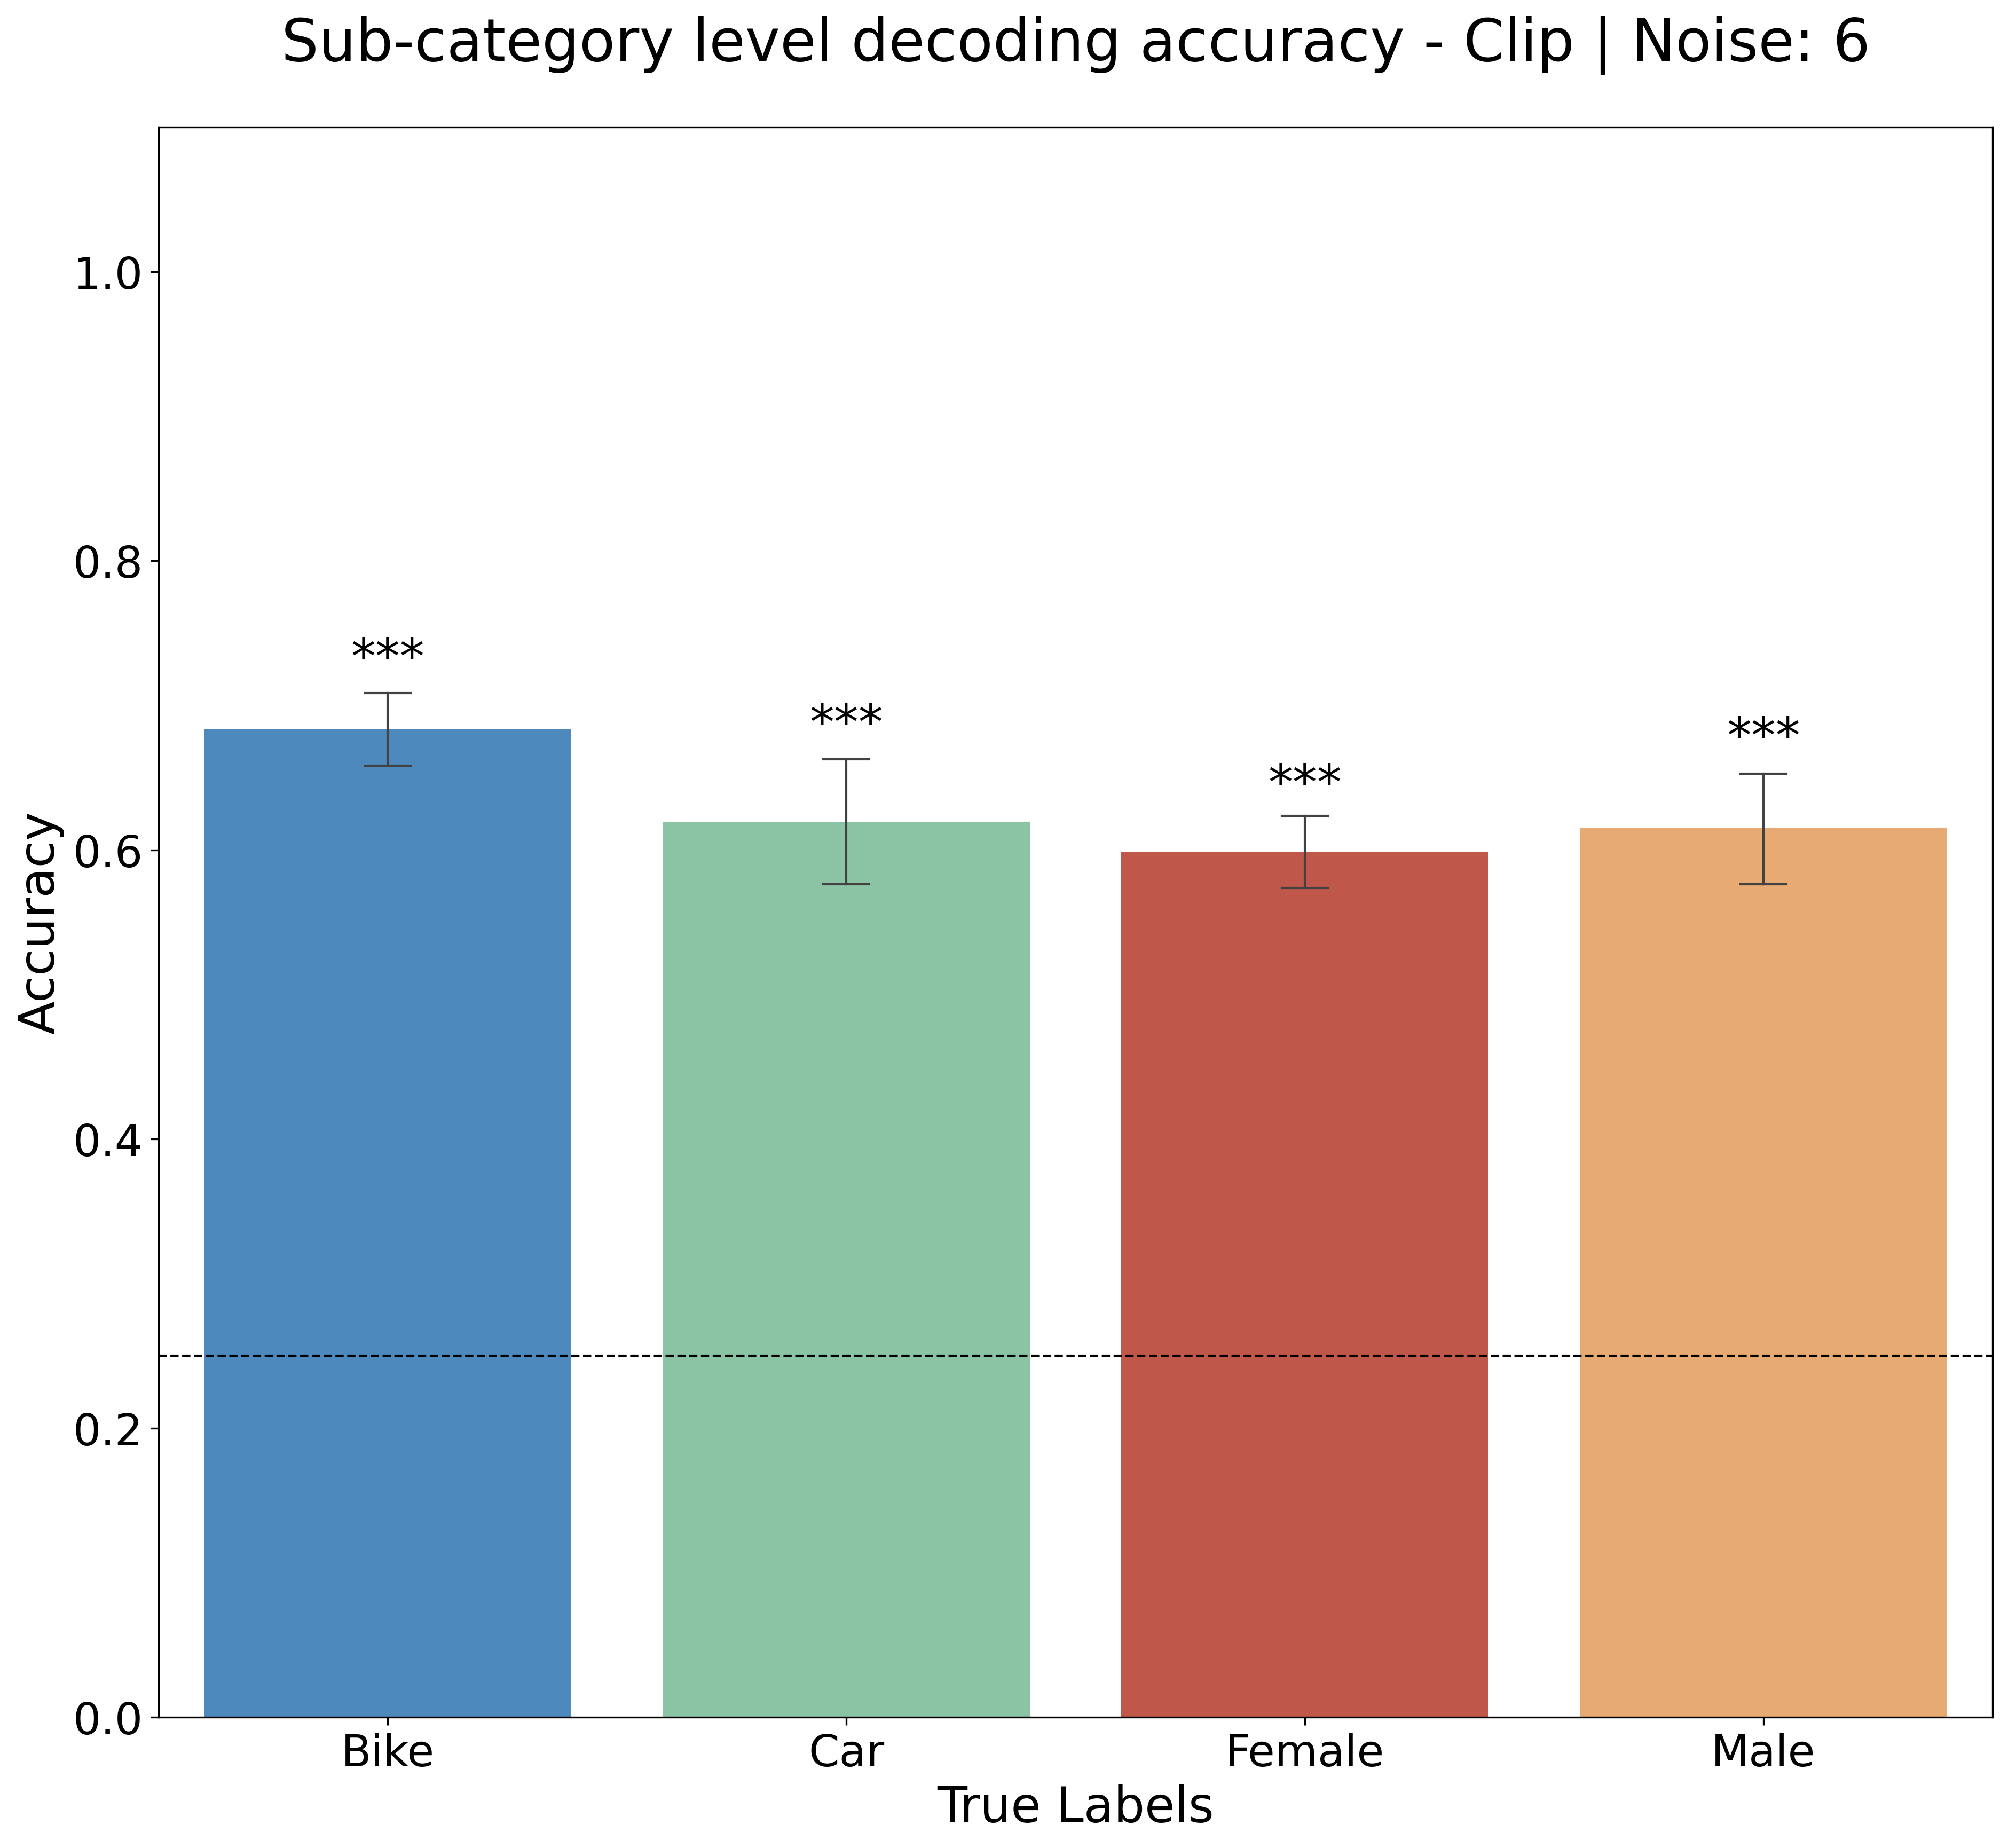 Sub-category level decoding accuracy - Clip | Noise: 6
1.0
0.8
0.6
0.4
0.2
0.0
Accuracy
***
***
***
***
Bike Car Female Male
True Labels